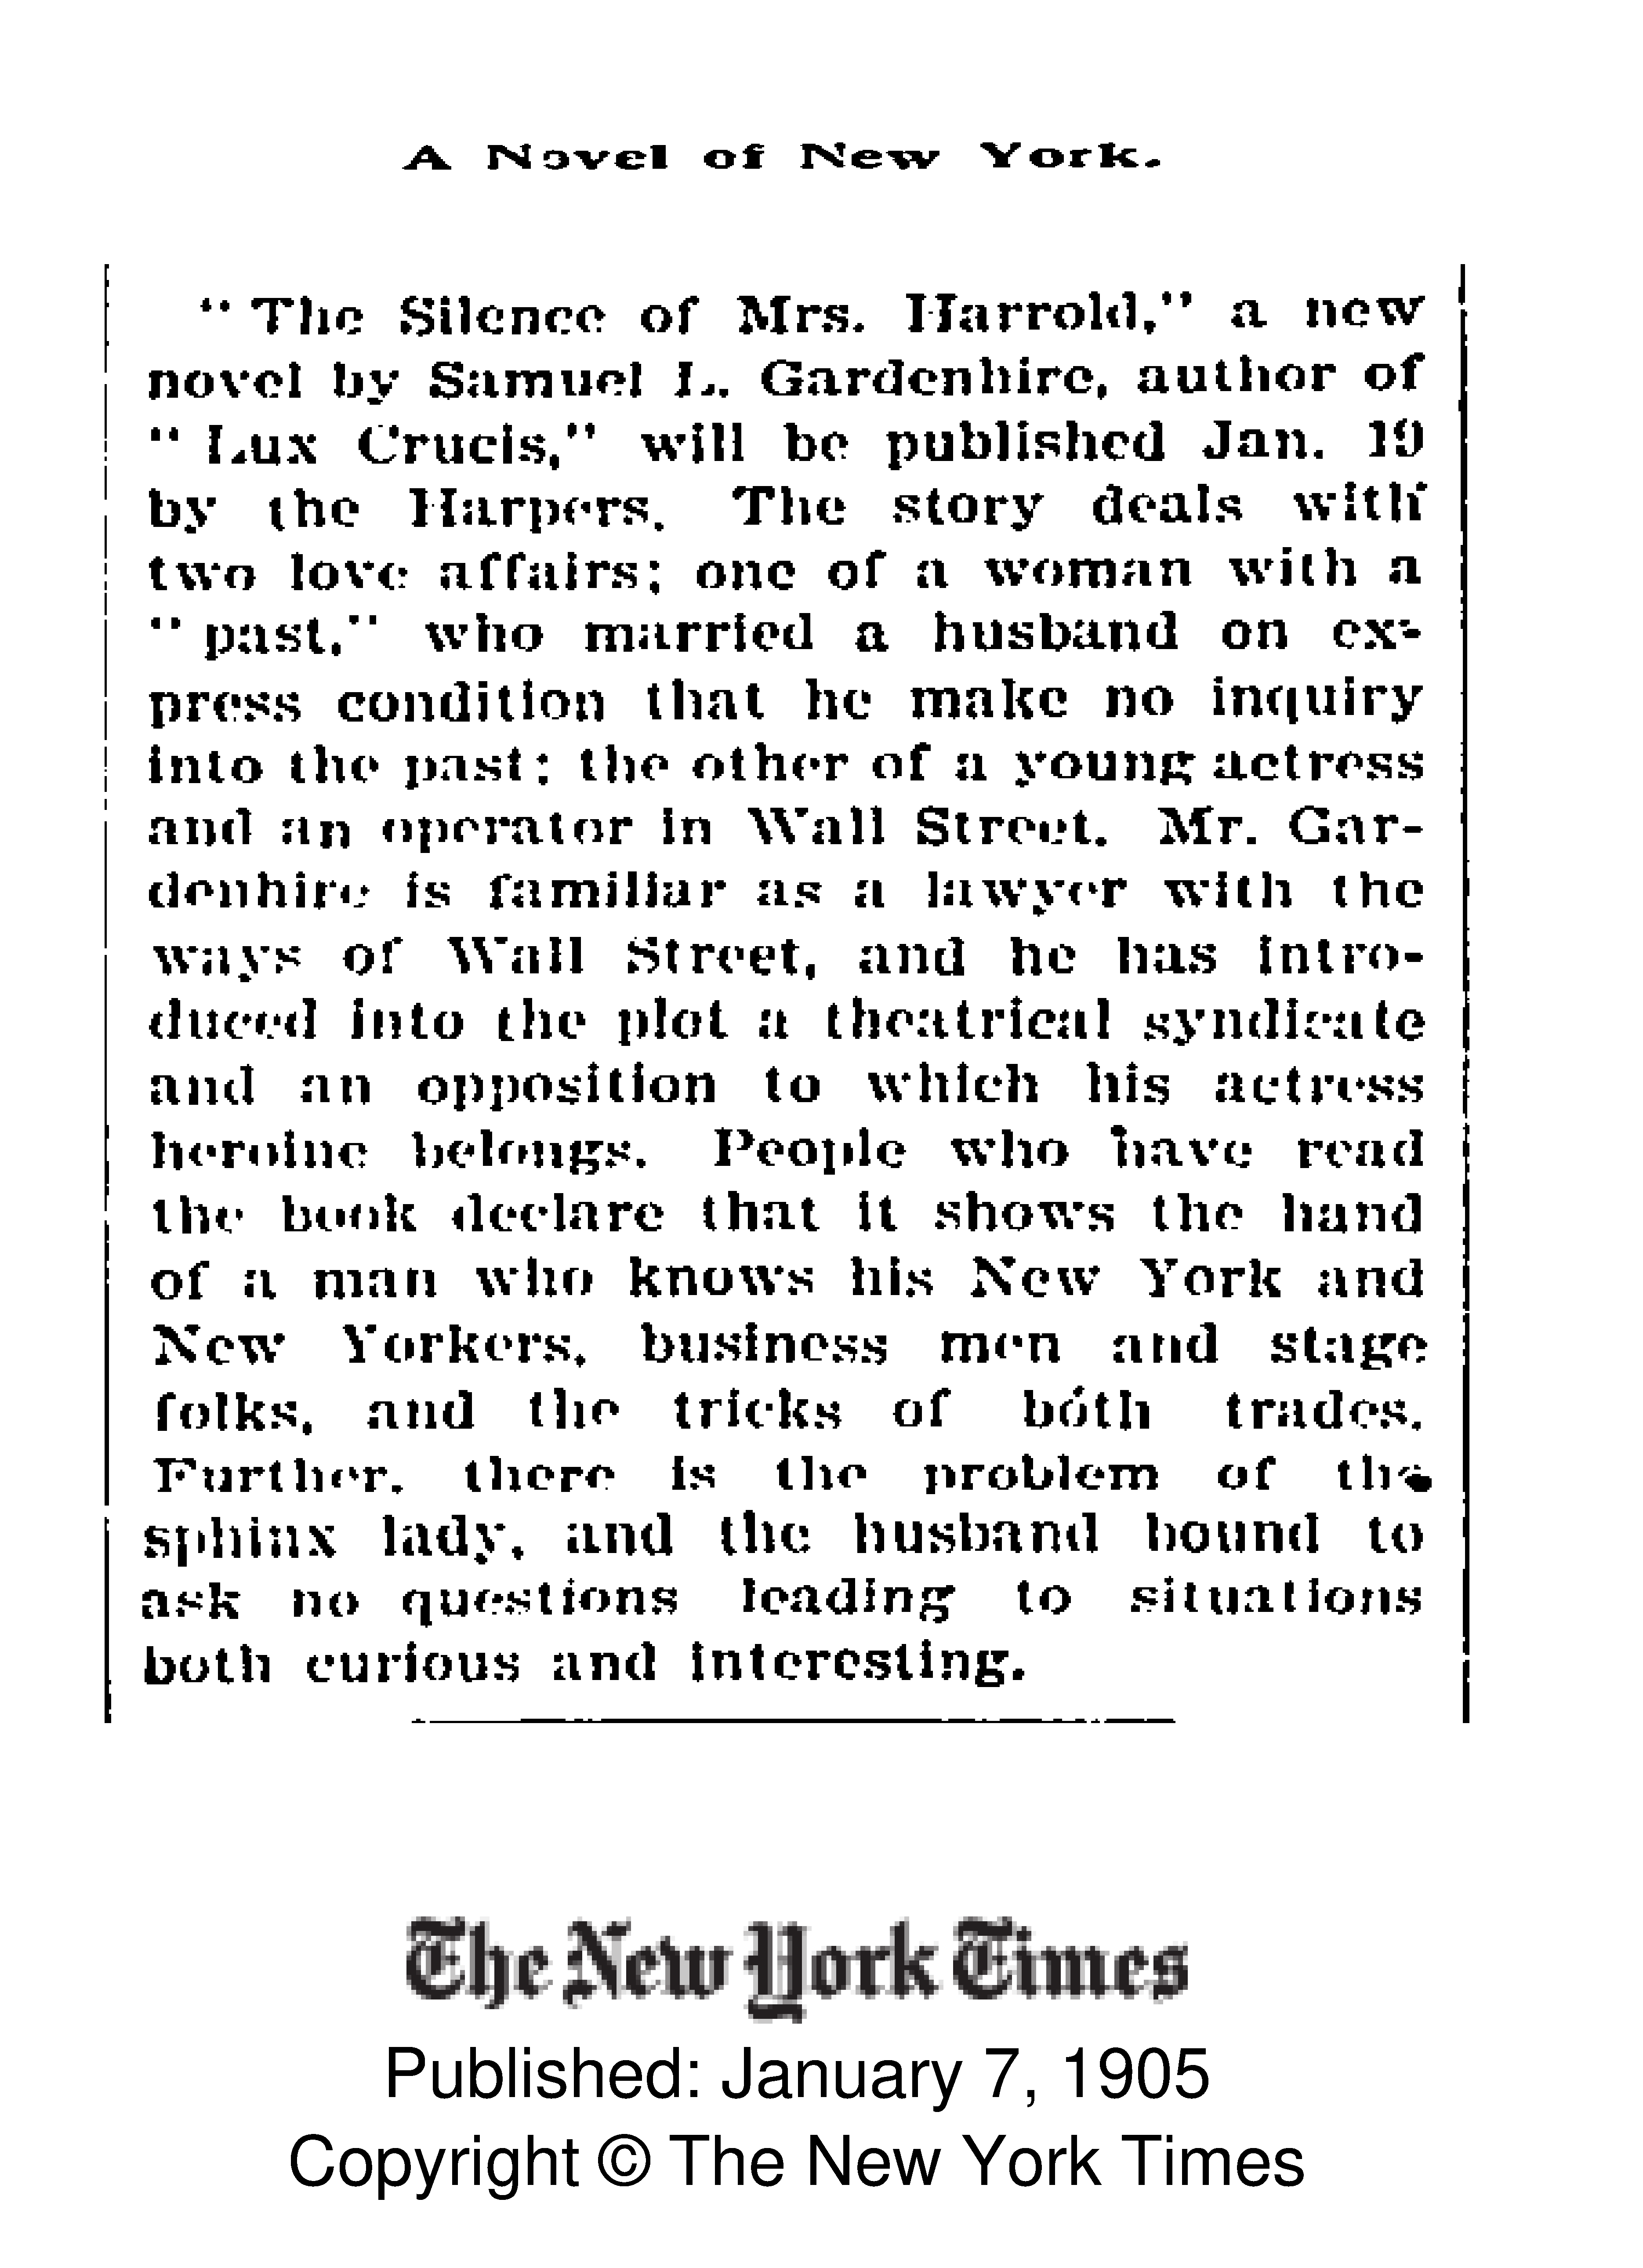 A Novel of New York.
"The Silence of Mrs. Harrold," a new
novel by Samuel L. Gardenhire, author of
"Lux Crucis," will be published Jan. 19
by the Harpers. The story deals with
two love affairs; one of a woman with a
"past," who married a husband on ex-
press condition that he make no inquiry
into the past; the other of a young actress
and an operator in Wall Street. Mr. Gar-
denhire is familiar as a lawyer with the
ways of Wall Street, and he has intro-
duced into the plot a theatrical syndicate
and an opposition to which his actress
heroine belongs. People who have read
the book declare that it shows the hand
of a man who knows his New York and
New Yorkers, business men and stage
folks, and the tricks of both trades.
Further, there is the problem of the
sphinx lady, and the husband bound to
ask no questions leading to situations
both curious and interesting.
The New York Times
Published: January 7, 1905
Copyright © The New York Times